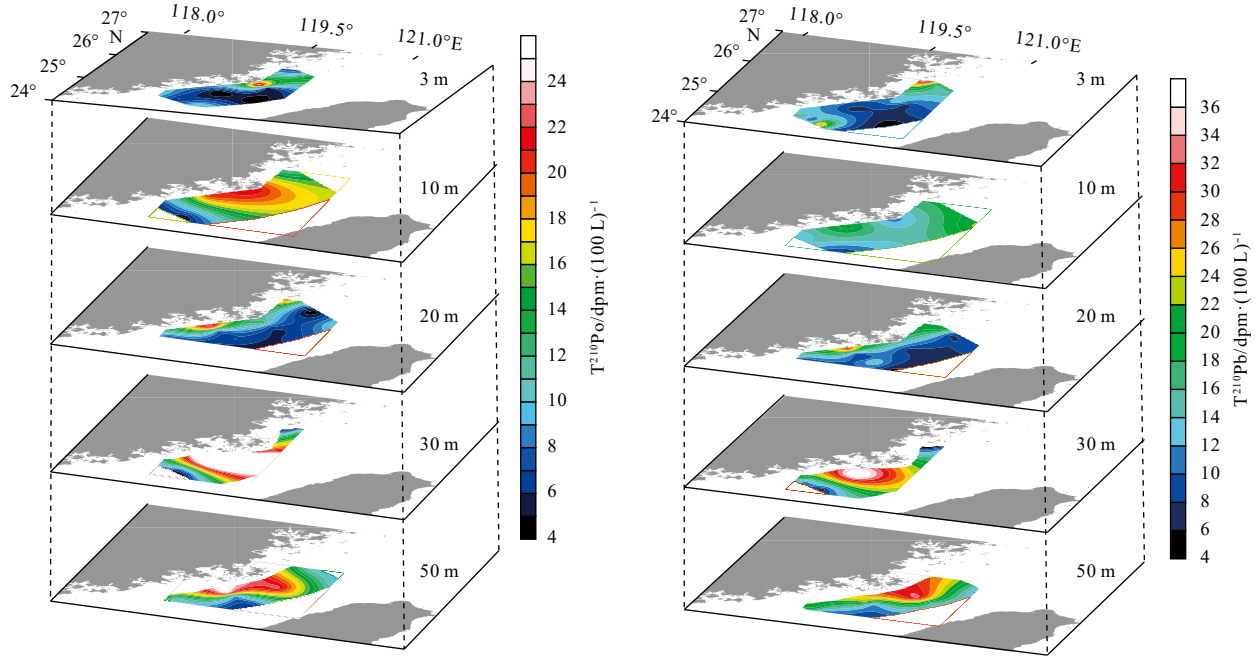 118.0°
119.5°
121.0°E
27°
N
26°
25°
24°
3 m
10 m
20 m
30 m
50 m
24
22
20
18
16
14
12
10
8
6
4
T²¹⁰Po/dpm·(100 L)⁻¹
118.0°
119.5°
121.0°E
27°
N
26°
25°
24°
3 m
10 m
20 m
30 m
50 m
36
34
32
30
28
26
24
22
20
18
16
14
12
10
8
6
4
T²¹⁰Pb/dpm·(100 L)⁻¹